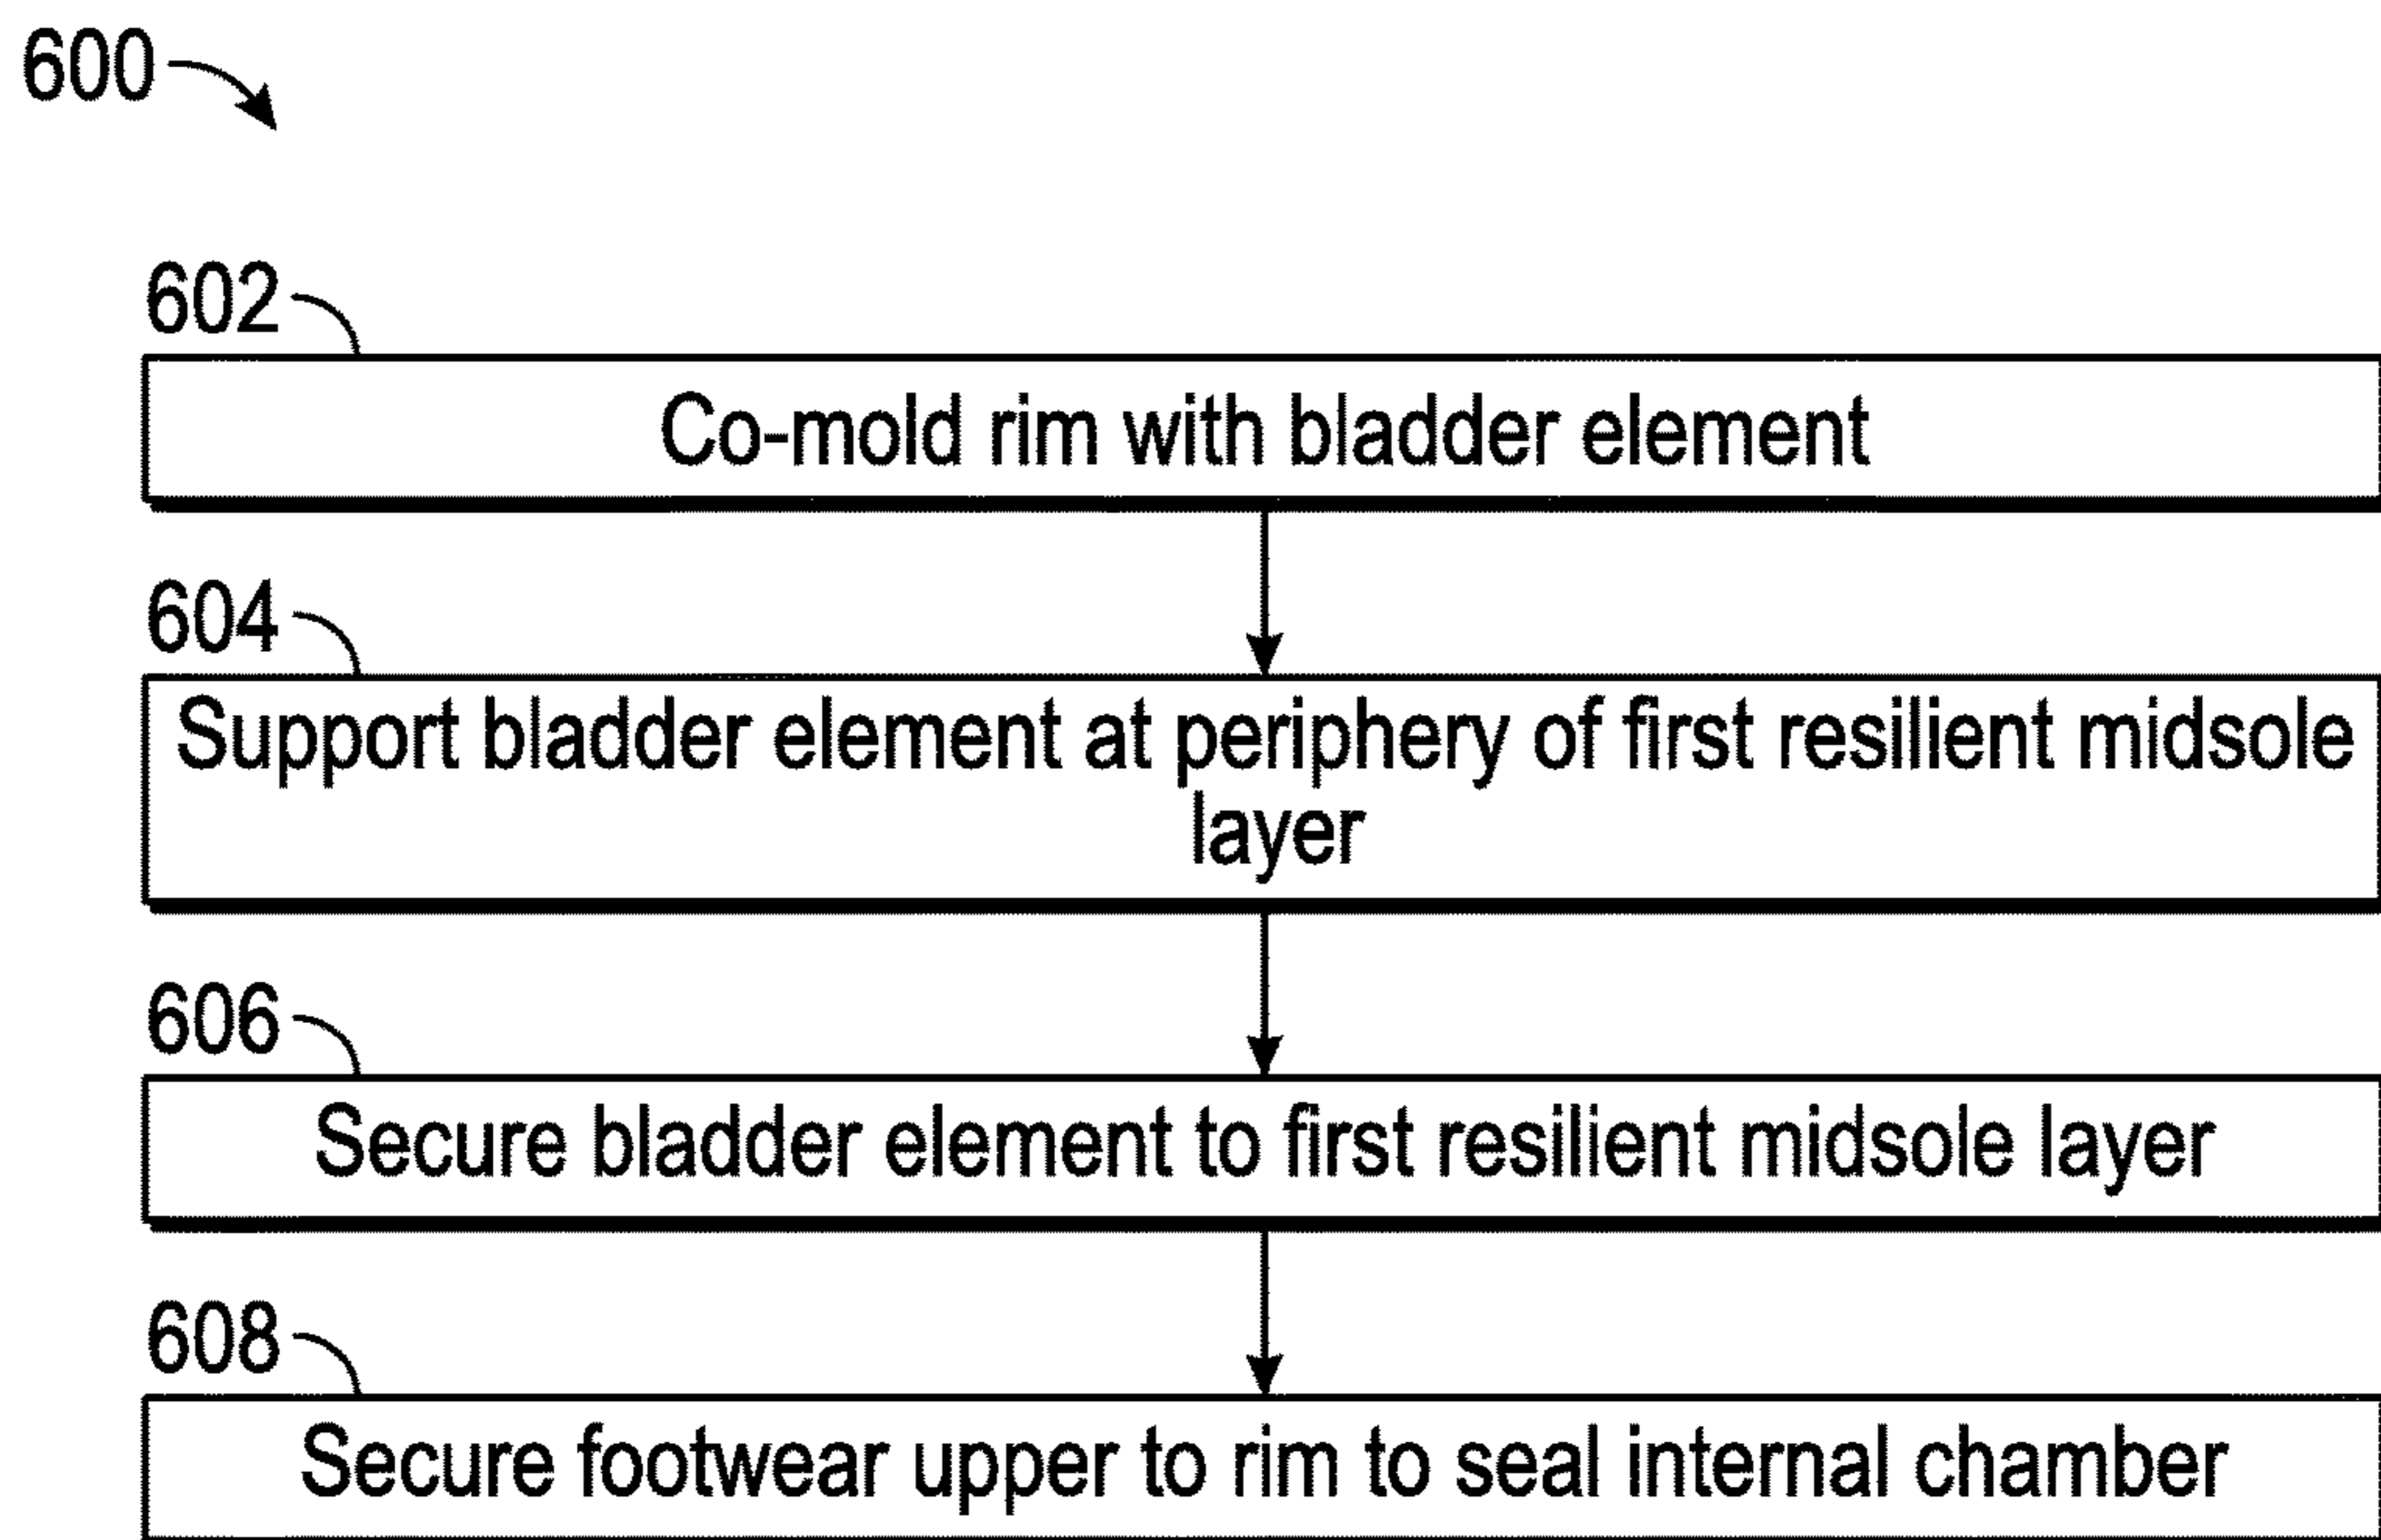 600
602
Co-mold rim with bladder element
604
Support bladder element at periphery of first resilient midsole
layer
606
Secure bladder element to first resilient midsole layer
608
Secure footwear upper to rim to seal internal chamber